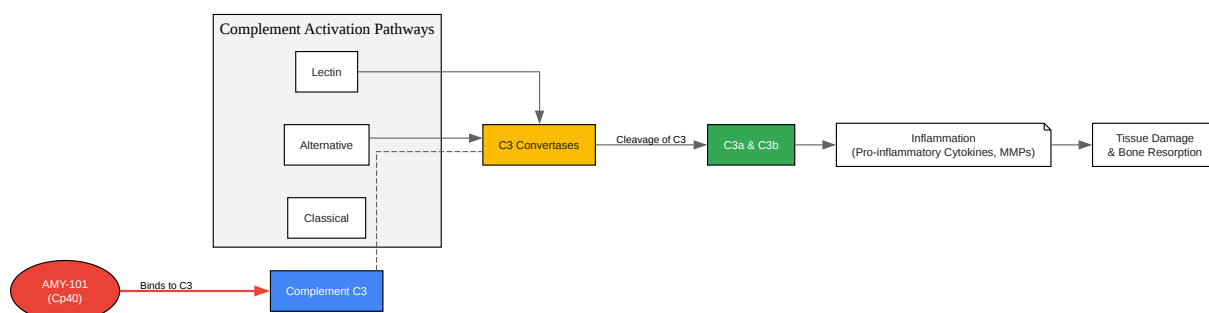 Complement Activation Pathways
Lectin
Alternative
Classical
C3 Convertases
Cleavage of C3
C3a & C3b
Inflammation
(Pro-inflammatory Cytokines, MMPs)
Tissue Damage
& Bone Resorption
AMY-101
(Cp40)
Binds to C3
Complement C3